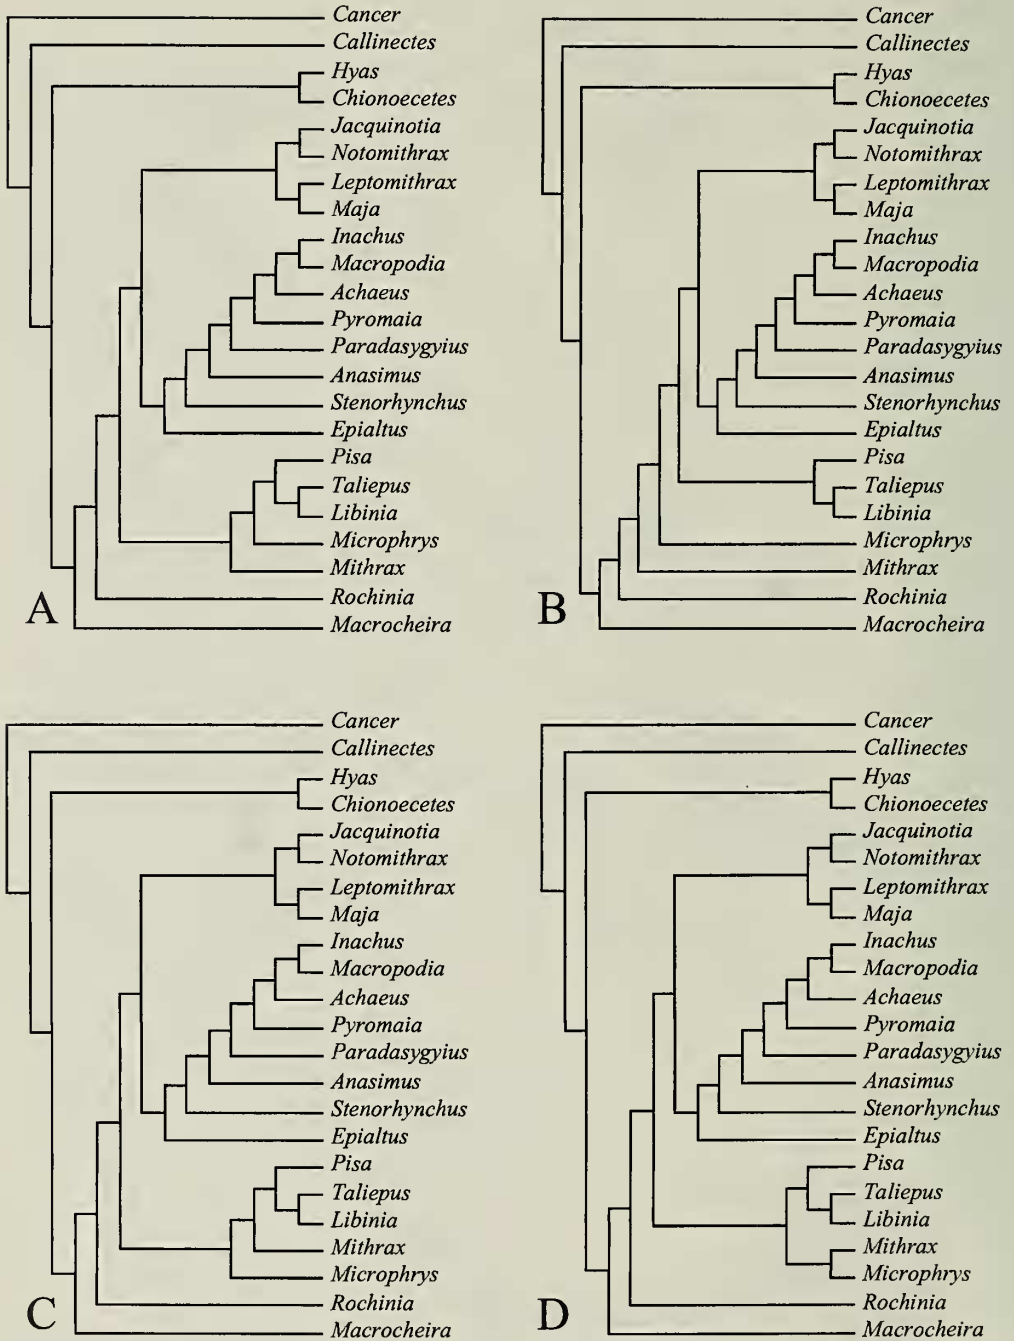 Cancer
Callinectes
Hyas
Chionoecetes
Jacquinotia
Notomithrax
Leptomithrax
Maja
Inachus
Macropodia
Achaeus
Pyromaia
Paradasygyius
Anasimus
Stenorhynchus
Epialtus
Pisa
Taliepus
Libinia
Microphrys
Mithrax
Rochinia
Macrocheira
A
Cancer
Callinectes
Hyas
Chionoecetes
Jacquinotia
Notomithrax
Leptomithrax
Maja
Inachus
Macropodia
Achaeus
Pyromaia
Paradasygyius
Anasimus
Stenorhynchus
Epialtus
Pisa
Taliepus
Libinia
Microphrys
Mithrax
Rochinia
Macrocheira
B
Cancer
Callinectes
Hyas
Chionoecetes
Jacquinotia
Notomithrax
Leptomithrax
Maja
Inachus
Macropodia
Achaeus
Pyromaia
Paradasygyius
Anasimus
Stenorhynchus
Epialtus
Pisa
Taliepus
Libinia
Mithrax
Microphrys
Rochinia
Macrocheira
C
Cancer
Callinectes
Hyas
Chionoecetes
Jacquinotia
Notomithrax
Leptomithrax
Maja
Inachus
Macropodia
Achaeus
Pyromaia
Paradasygyius
Anasimus
Stenorhynchus
Epialtus
Pisa
Taliepus
Libinia
Mithrax
Microphrys
Rochinia
Macrocheira
D